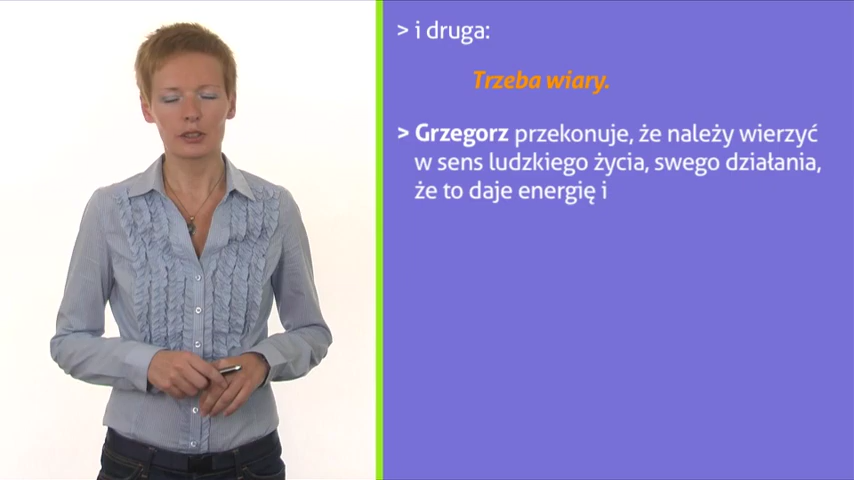 > i druga:
Trzeba wiary.
> Grzegorz przekonuje, że należy wierzyć
w sens ludzkiego życia, swego działania,
że to daje energię i